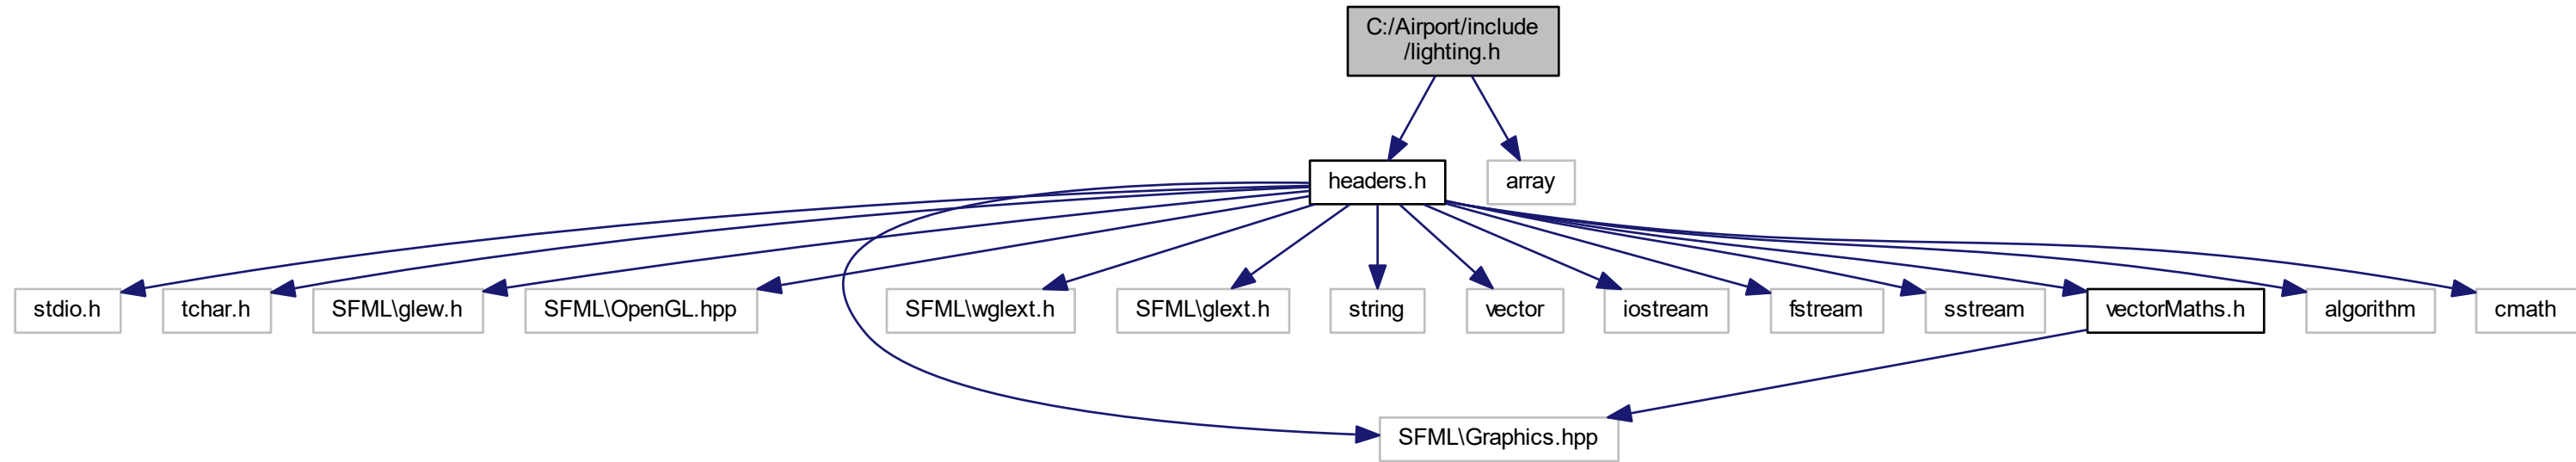 C:/Airport/include
/lighting.h
headers.h
array
stdio.h
tchar.h
SFML\glew.h
SFML\OpenGL.hpp
SFML\wglext.h
SFML\glext.h
string
vector
iostream
fstream
sstream
vectorMaths.h
algorithm
cmath
SFML\Graphics.hpp